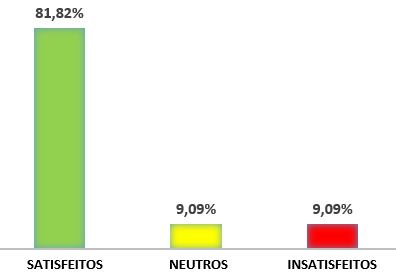 81,82%
9,09%
9,09%
SATISFEITOS
NEUTROS
INSATISFEITOS